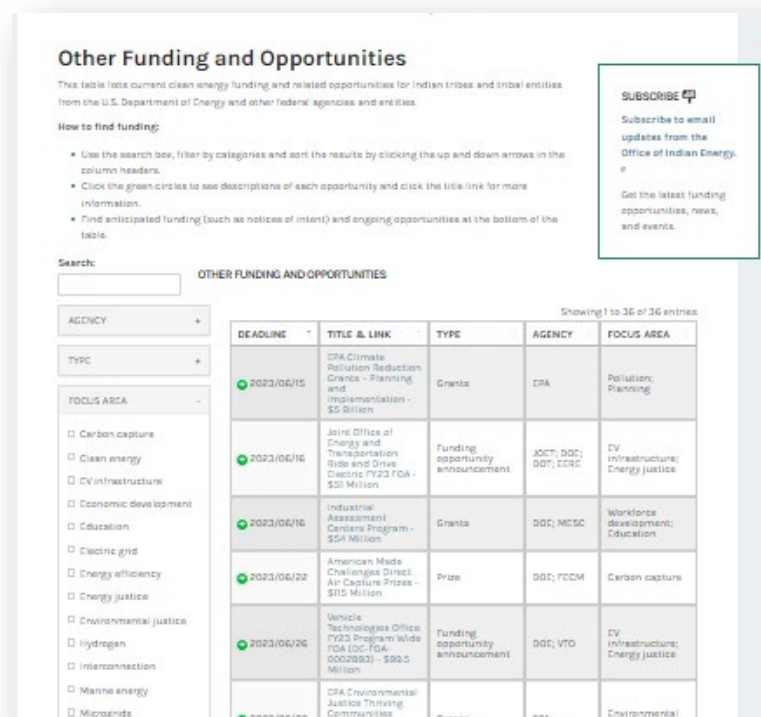 Other Funding and Opportunities
This table lists current clean energy funding and related opportunities for Indian tribes and tribal entities
from the U.S. Department of Energy and other federal agencies and entities.
How to find funding:
Use the search box, filter by categories and sort the results by clicking the up and down arrows in the
column headers.
Click the green circles to see descriptions of each opportunity and click the title link for more
information.
Find anticipated funding (such as notices of intent) and ongoing opportunities at the bottom of the
table.
SUBSCRIBE
Subscribe to email
updates from the
Office of Indian Energy.
Get the latest funding
opportunities, news,
and events.
Search:
OTHER FUNDING AND OPPORTUNITIES
Showing 1 to 36 of 36 entries
AGENCY +
TYPE +
FOCUS AREA -
Carbon capture
Clean energy
EV infrastructure
Economic development
Education
Electric grid
Energy efficiency
Energy justice
Environmental justice
Hydrogen
Interconnection
Marine energy
Microgrids
DEADLINE TITLE & LINK TYPE AGENCY FOCUS AREA
2023/06/15
EPA Climate
Pollution Reduction
Grants - Planning
and
Implementation -
$5 Billion
Grants
EPA
Pollution;
Planning
2023/06/16
Joint Office of
Energy and
Transportation
Ride and Drive
Electric FY23 FOA -
$51 Million
Funding
opportunity
announcement
JOET; DOE;
DOT; EERE
EV
infrastructure;
Energy justice
2023/06/16
Industrial
Assessment
Centers Program -
$54 Million
Grants
DOE; MESC
Workforce
development;
Education
2023/06/22
American Made
Challenges Direct
Air Capture Prizes -
$115 Million
Prize
DOE; FECM
Carbon capture
2023/06/26
Vehicle
Technologies Office
FY23 Program Wide
FOA (DE-FOA-
0002893) - $99.5
Million
Funding
opportunity
announcement
DOE; VTO
EV
infrastructure;
Energy justice
EPA Environmental
Justice Thriving
Communities
Environmental